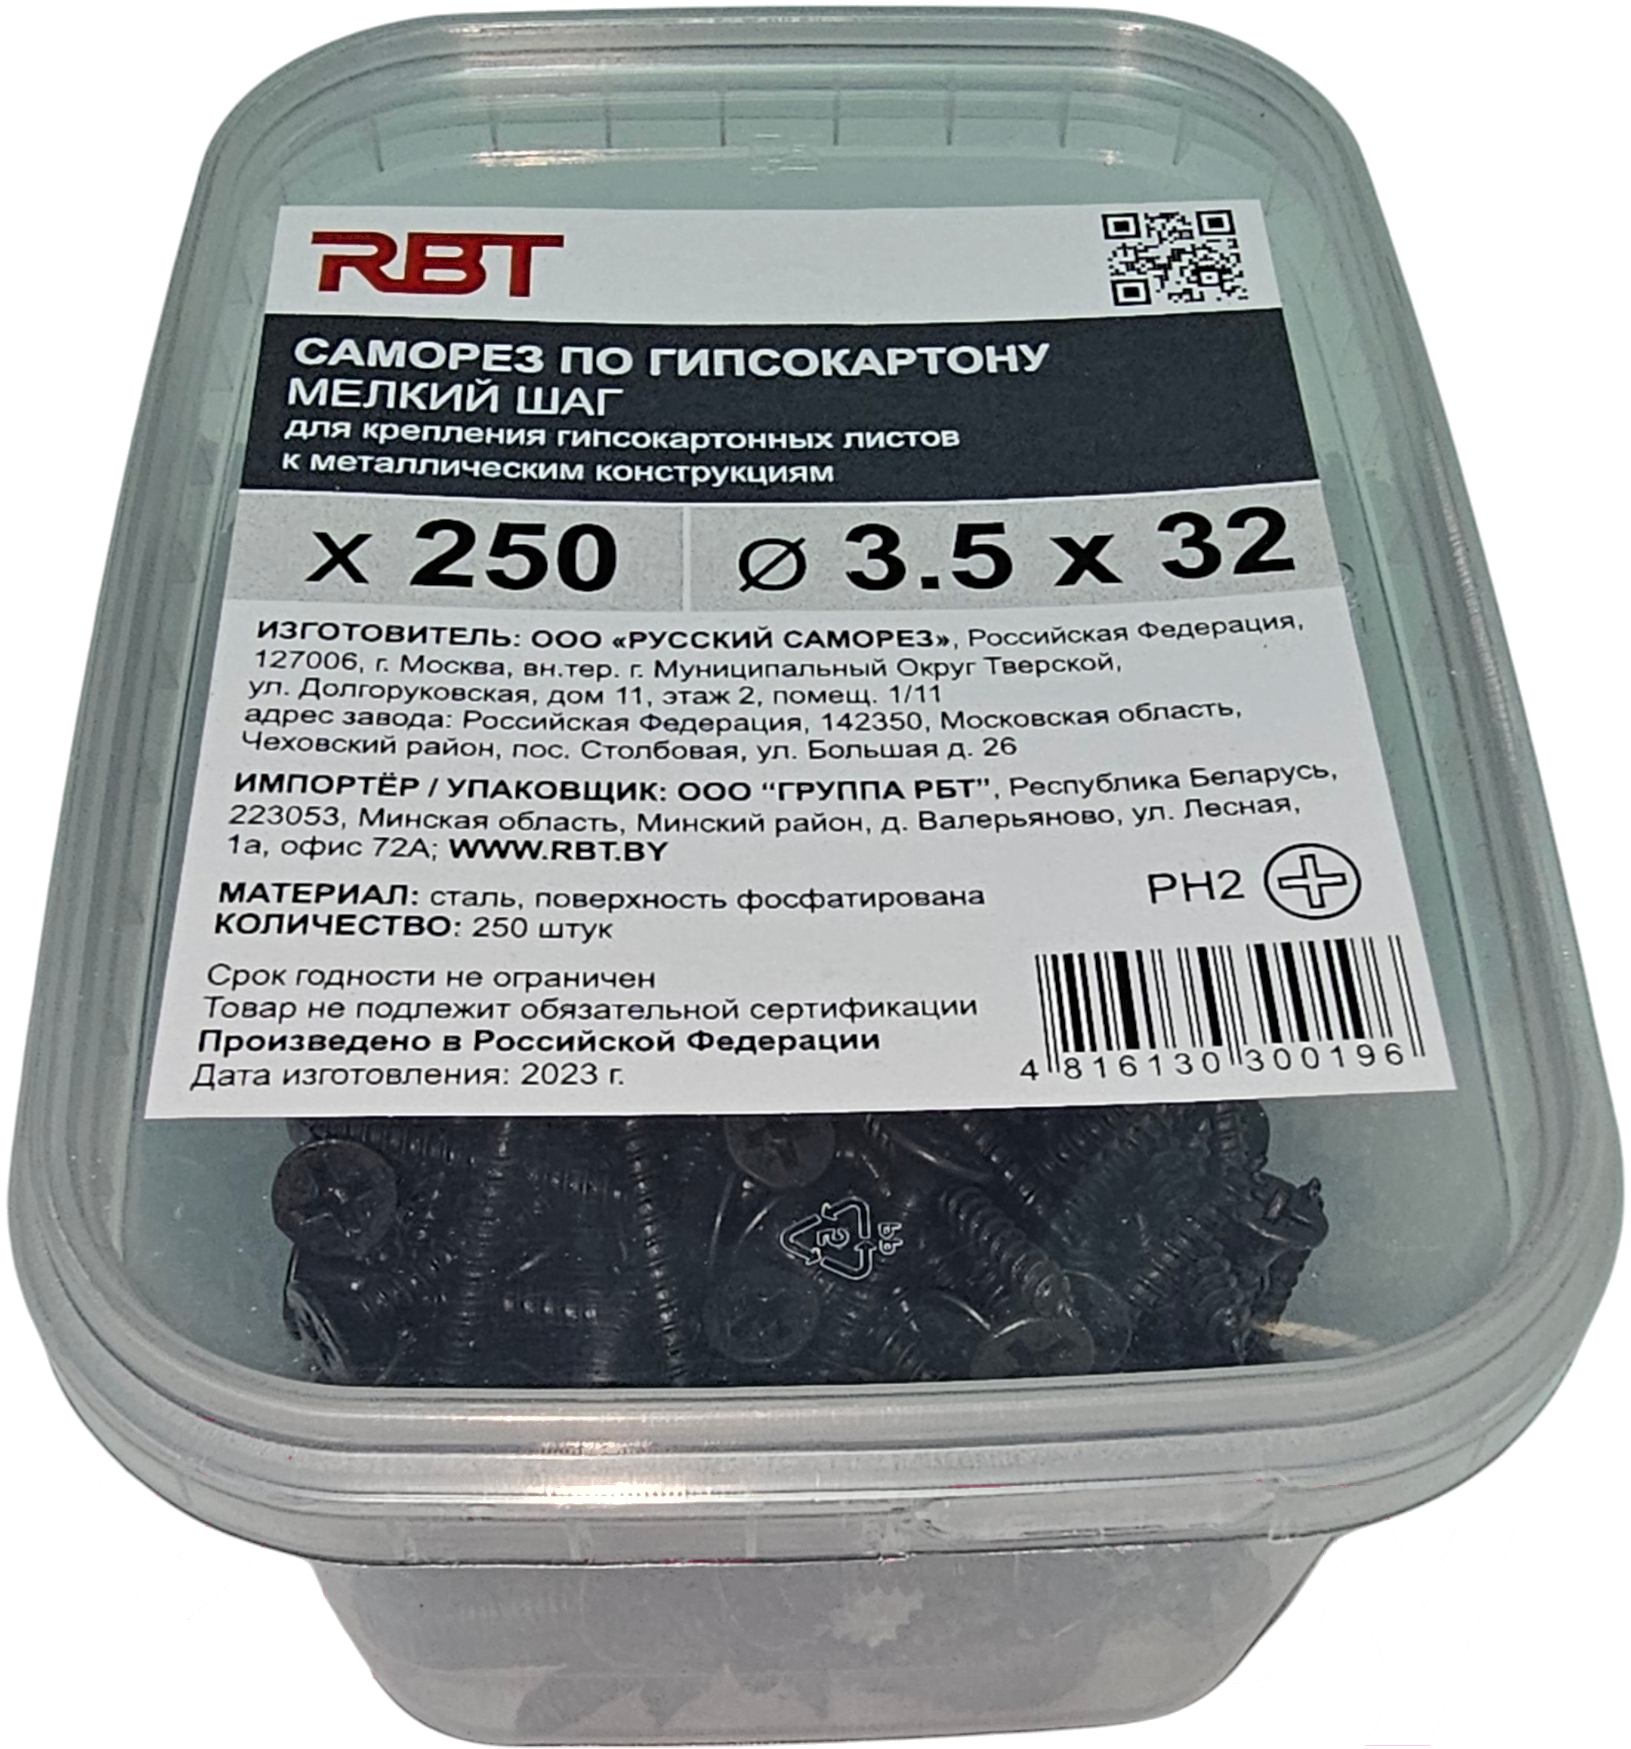 RBT
САМОРЕЗ ПО ГИПСОКАРТОНУ
МЕЛКИЙ ШАГ
для крепления гипсокартонных листов
к металлическим конструкциям
x 250
Ø 3.5 x 32
ИЗГОТОВИТЕЛЬ: ООО «РУССКИЙ САМОРЕЗ», Российская Федерация,
127006, г. Москва, вн.тер. г. Муниципальный Округ Тверской,
ул. Долгоруковская, дом 11, этаж 2, помещ. 1/11
адрес завода: Российская Федерация, 142350, Московская область,
Чеховский район, пос. Столбовая, ул. Большая д. 26
ИМПОРТЁР / УПАКОВЩИК: ООО “ГРУППА РБТ”, Республика Беларусь,
223053, Минская область, Минский район, д. Валерьяново, ул. Лесная,
1а, офис 72А; WWW.RBT.BY
МАТЕРИАЛ: сталь, поверхность фосфатирована
КОЛИЧЕСТВО: 250 штук
PH2
Срок годности не ограничен
Товар не подлежит обязательной сертификации
Произведено в Российской Федерации
Дата изготовления: 2023 г.
4 816130 300196
5
PP